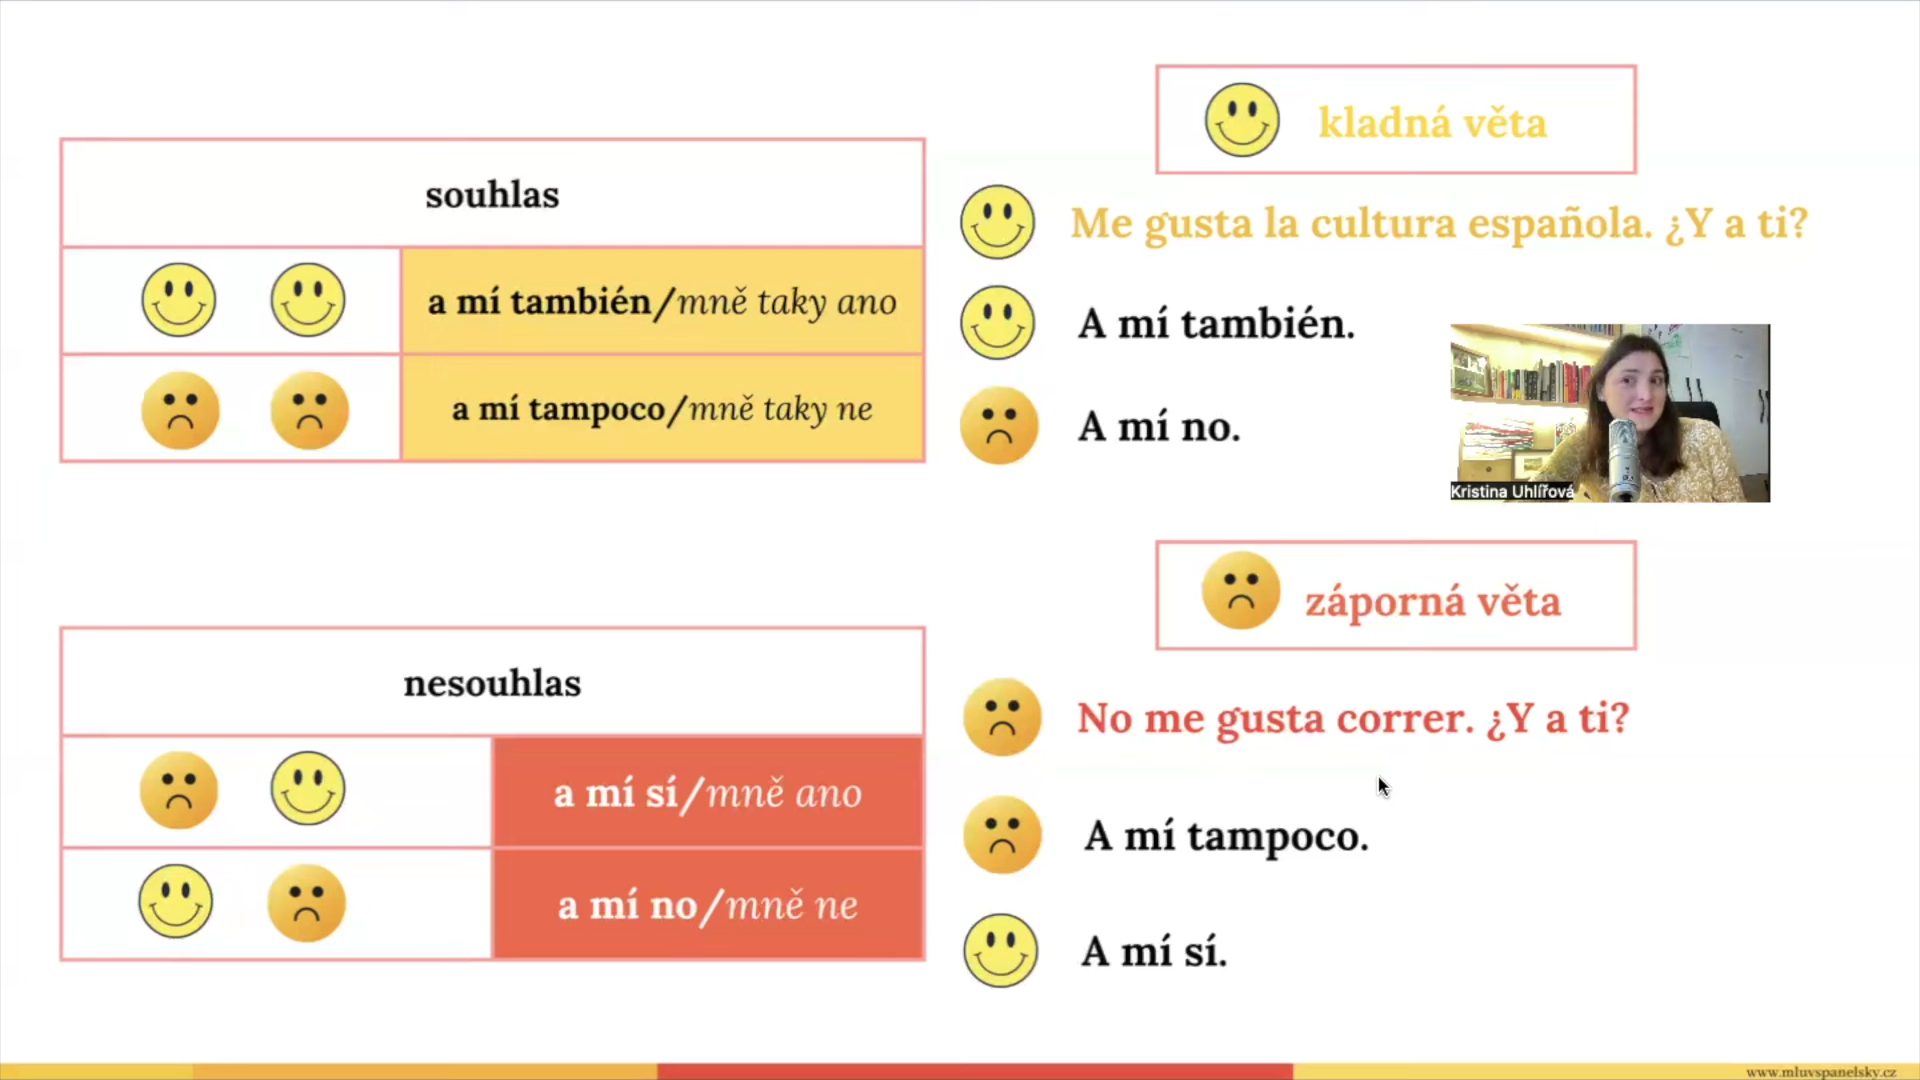 souhlas
a mí también/mně taky ano
a mí tampoco/mně taky ne
nesouhlas
a mí sí/mně ano
a mí no/mně ne
kladná věta
Me gusta la cultura española. ¿Y a ti?
A mí también.
A mí no.
Kristina Uhlířová
záporná věta
No me gusta correr. ¿Y a ti?
A mí tampoco.
A mí sí.
www.mluvspanelsky.cz